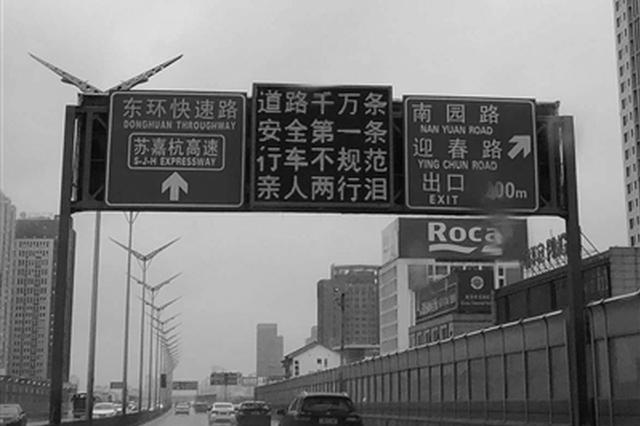 东环快速路
DONGHUAN THROUGHWAY
苏嘉杭高速
S-J-H EXPRESSWAY
道路千万条
安全第一条
行车不规范
亲人两行泪
南园路
NAN YUAN ROAD
迎春路
YING CHUN ROAD
出口
EXIT
400m
Roca